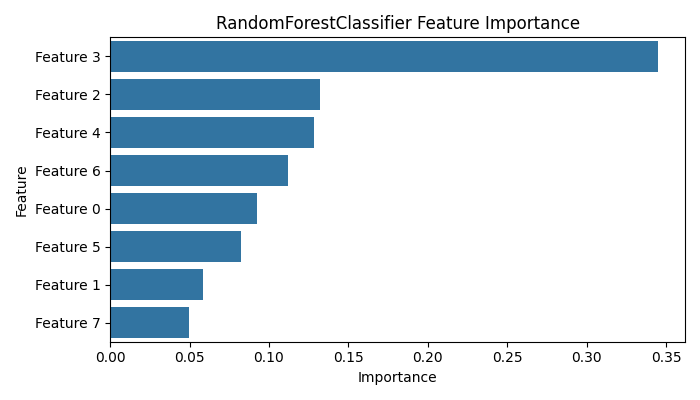 RandomForestClassifier Feature Importance
Feature 3
Feature 2
Feature 4
Feature 6
Feature 0
Feature 5
Feature 1
Feature 7
Feature
0.00 0.05 0.10 0.15 0.20 0.25 0.30 0.35
Importance